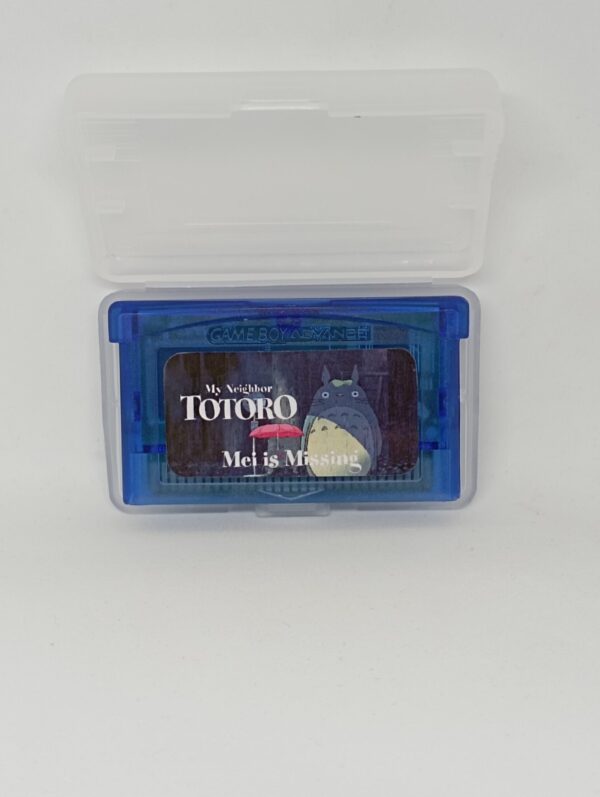 GAME BOY ADVANCE
My Neighbor
TOTORO
Mei is Missing